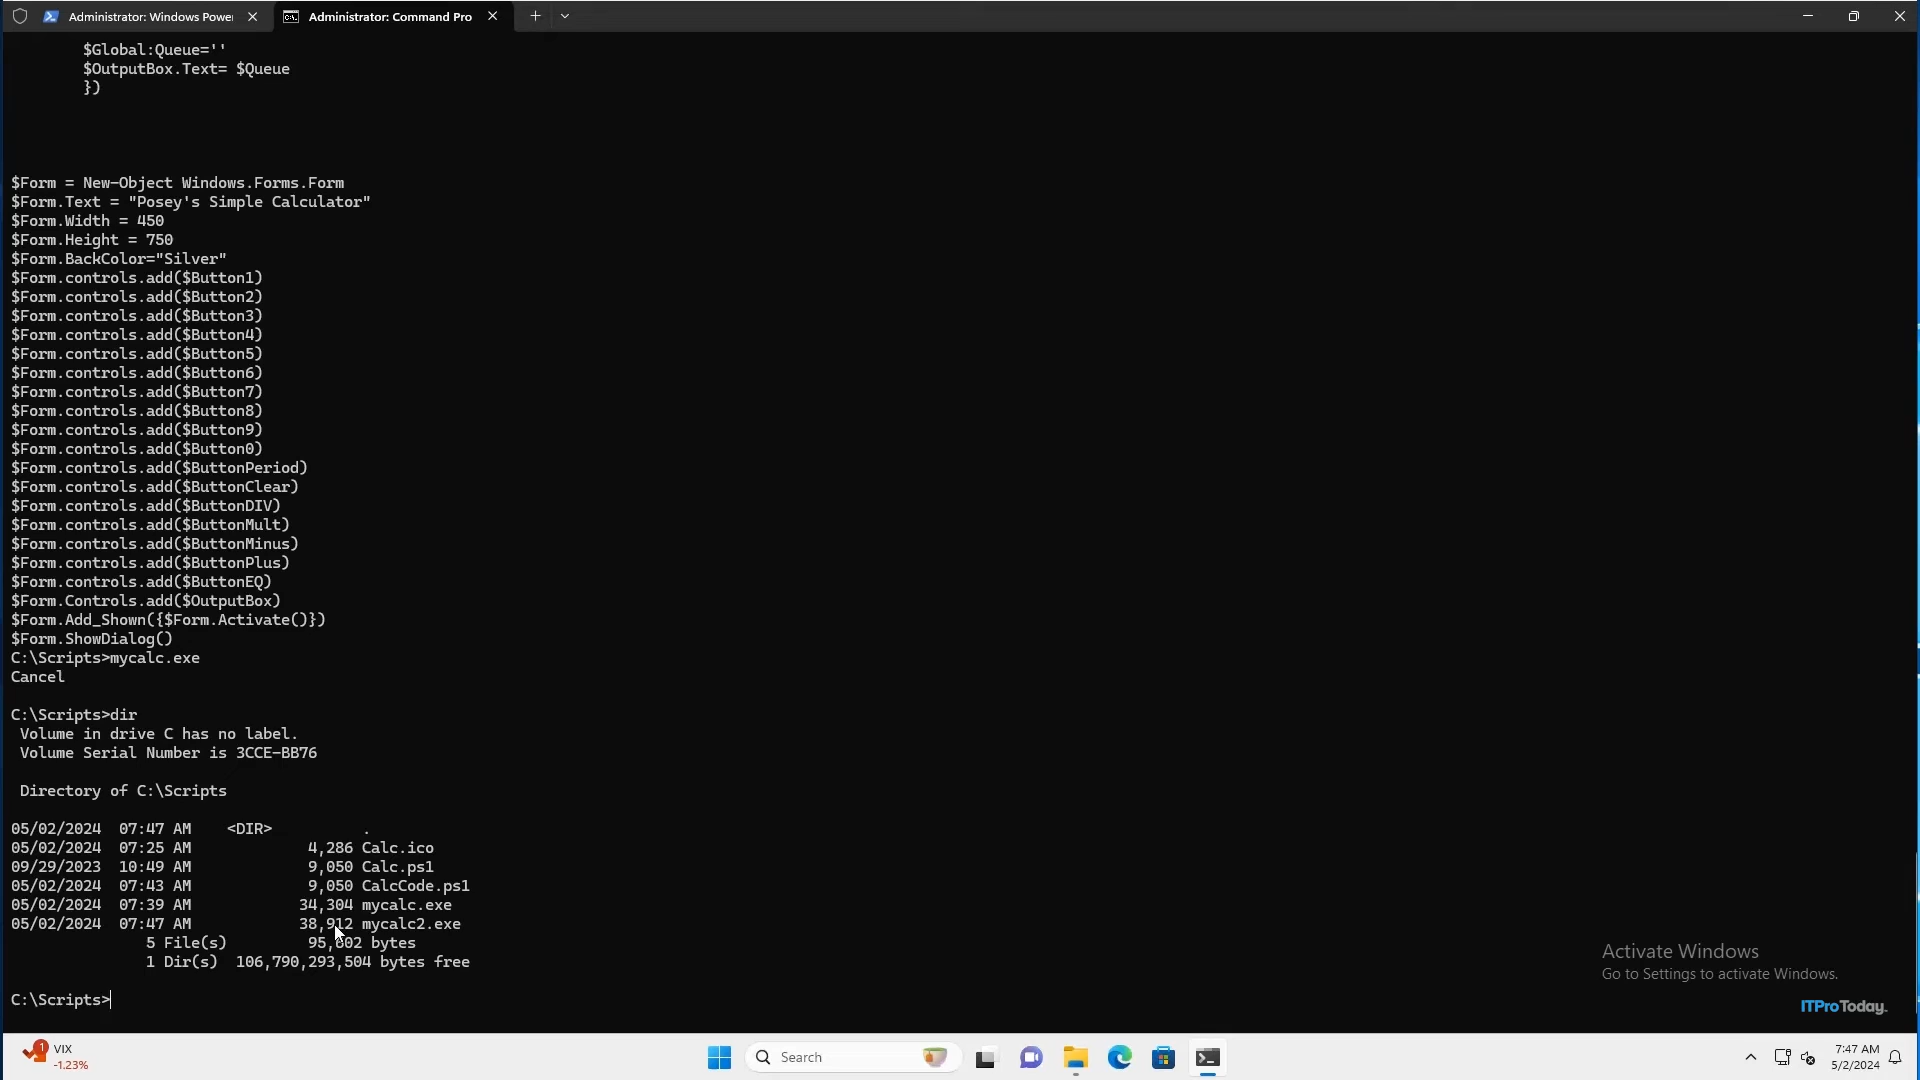 Administrator: Windows Power
Administrator: Command Pro
$Global:Queue=''
$OutputBox.Text= $Queue
})
$Form = New-Object Windows.Forms.Form
$Form.Text = "Posey's Simple Calculator"
$Form.Width = 450
$Form.Height = 750
$Form.BackColor="Silver"
$Form.controls.add($Button1)
$Form.controls.add($Button2)
$Form.controls.add($Button3)
$Form.controls.add($Button4)
$Form.controls.add($Button5)
$Form.controls.add($Button6)
$Form.controls.add($Button7)
$Form.controls.add($Button8)
$Form.controls.add($Button9)
$Form.controls.add($Button0)
$Form.controls.add($ButtonPeriod)
$Form.controls.add($ButtonClear)
$Form.controls.add($ButtonDIV)
$Form.controls.add($ButtonMult)
$Form.controls.add($ButtonMinus)
$Form.controls.add($ButtonPlus)
$Form.controls.add($ButtonEQ)
$Form.Controls.add($OutputBox)
$Form.Add_Shown({$Form.Activate()})
$Form.ShowDialog()
C:\Scripts>mycalc.exe
Cancel
C:\Scripts>dir
Volume in drive C has no label.
Volume Serial Number is 3CCE-BB76
Directory of C:\Scripts
05/02/2024 07:47 AM <DIR> .
05/02/2024 07:25 AM 4,286 Calc.ico
09/29/2023 10:49 AM 9,050 Calc.ps1
05/02/2024 07:43 AM 9,050 CalcCode.ps1
05/02/2024 07:39 AM 34,304 mycalc.exe
05/02/2024 07:47 AM 38,912 mycalc2.exe
5 File(s) 95,602 bytes
1 Dir(s) 106,790,293,504 bytes free
C:\Scripts>
Activate Windows
Go to Settings to activate Windows.
ITProToday.
1
VIX
-1.23%
Search
7:47 AM
5/2/2024